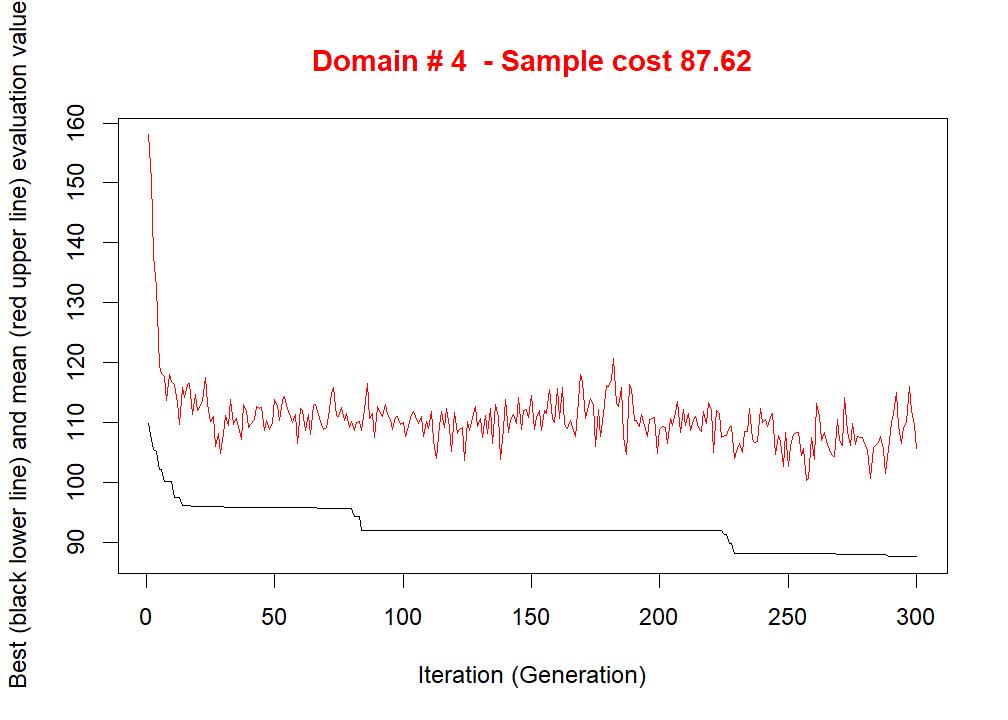 Domain # 4  - Sample cost 87.62
Best (black lower line) and mean (red upper line) evaluation value
160
150
140
130
120
110
100
90
0 50 100 150 200 250 300
Iteration (Generation)